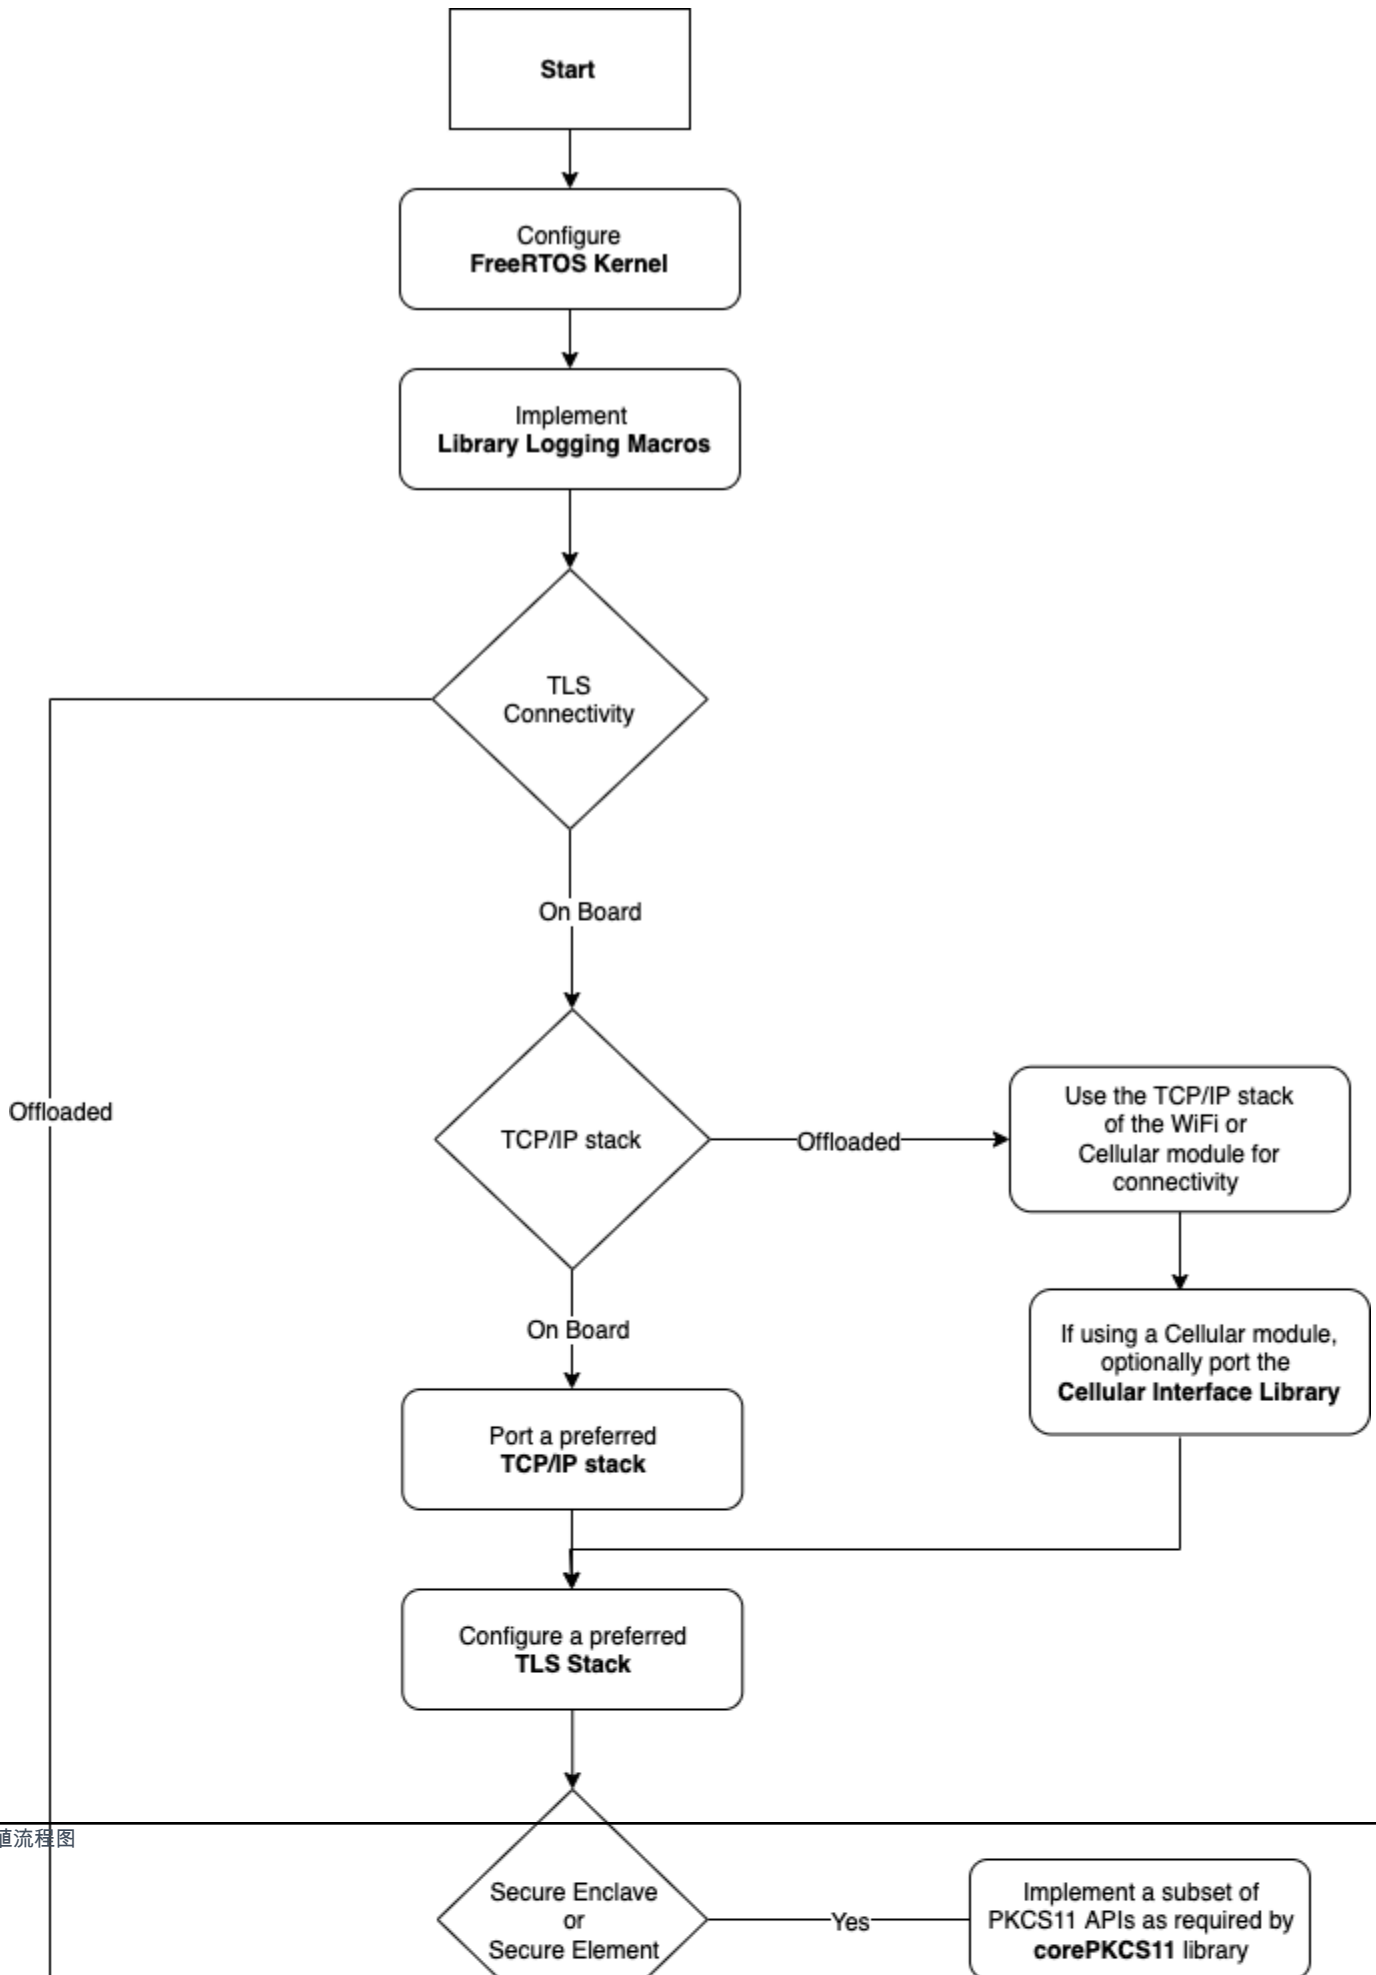 Start
Configure
FreeRTOS Kernel
Implement
Library Logging Macros
TLS
Connectivity
On Board
Offloaded
TCP/IP stack
Offloaded
Use the TCP/IP stack
of the WiFi or
Cellular module for
connectivity
On Board
If using a Cellular module,
optionally port the
Cellular Interface Library
Port a preferred
TCP/IP stack
Configure a preferred
TLS Stack
流程图
Secure Enclave
or
Secure Element
Yes
Implement a subset of
PKCS11 APIs as required by
corePKCS11 library